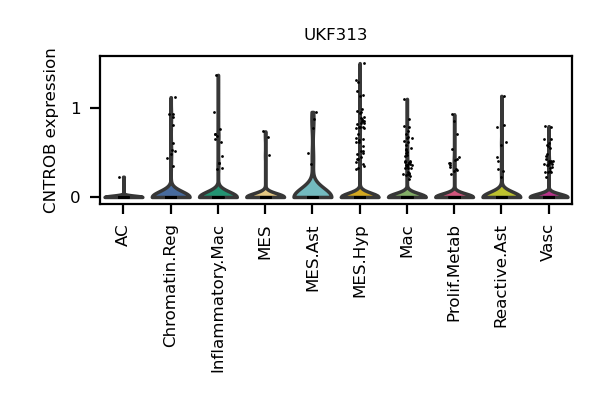 UKF313
CNTROB expression
1
0
AC
Chromatin.Reg
Inflammatory.Mac
MES
MES.Ast
MES.Hyp
Mac
Prolif.Metab
Reactive.Ast
Vasc